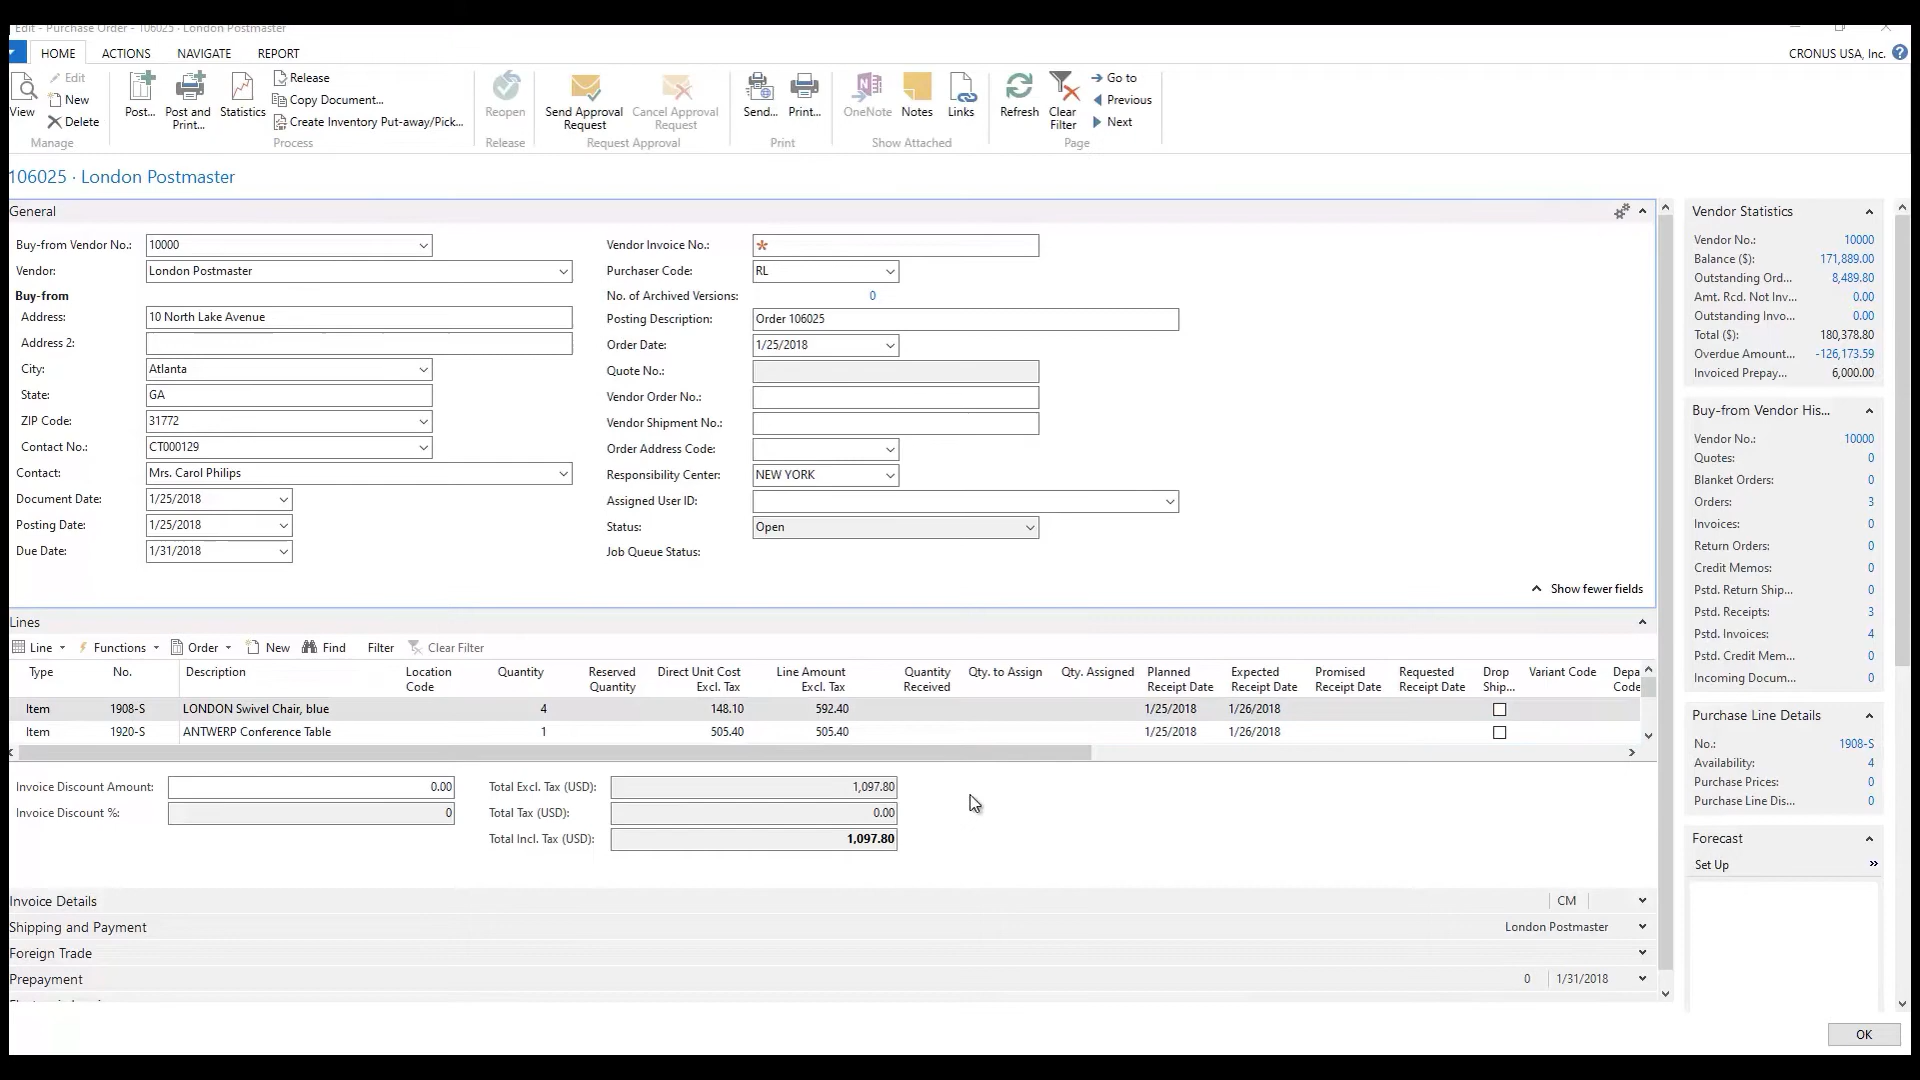 Edit - Purchase Order - 106025 · London Postmaster
HOME ACTIONS NAVIGATE REPORT CRONUS USA, Inc. ?
View Edit New Delete
Manage
Post... Post and Print... Statistics Release Copy Document... Create Inventory Put-away/Pick...
Process
Reopen
Release
Send Approval Request Cancel Approval Request
Request Approval
Send... Print...
Print
OneNote Notes Links
Show Attached
Refresh Clear Filter Go to Previous Next
Page
106025 · London Postmaster
General
Buy-from Vendor No.: 10000
Vendor: London Postmaster
Buy-from
Address: 10 North Lake Avenue
Address 2:
City: Atlanta
State: GA
ZIP Code: 31772
Contact No.: CT000129
Contact: Mrs. Carol Philips
Document Date: 1/25/2018
Posting Date: 1/25/2018
Due Date: 1/31/2018
Vendor Invoice No.: *
Purchaser Code: RL
No. of Archived Versions: 0
Posting Description: Order 106025
Order Date: 1/25/2018
Quote No.:
Vendor Order No.:
Vendor Shipment No.:
Order Address Code:
Responsibility Center: NEW YORK
Assigned User ID:
Status: Open
Job Queue Status:
Show fewer fields
Lines
Line Functions Order New Find Filter Clear Filter
Type No. Description Location Code Quantity Reserved Quantity Direct Unit Cost Excl. Tax Line Amount Excl. Tax Quantity Received Qty. to Assign Qty. Assigned Planned Receipt Date Expected Receipt Date Promised Receipt Date Requested Receipt Date Drop Ship... Variant Code Depa Code
Item 1908-S LONDON Swivel Chair, blue 4 148.10 592.40 1/25/2018 1/26/2018
Item 1920-S ANTWERP Conference Table 1 505.40 505.40 1/25/2018 1/26/2018
Invoice Discount Amount: 0.00 Total Excl. Tax (USD): 1,097.80
Invoice Discount %: 0 Total Tax (USD): 0.00
Total Incl. Tax (USD): 1,097.80
Invoice Details CM
Shipping and Payment London Postmaster
Foreign Trade
Prepayment 0 1/31/2018
Vendor Statistics
Vendor No.: 10000
Balance ($): 171,889.00
Outstanding Ord... 8,489.80
Amt. Rcd. Not Inv... 0.00
Outstanding Invo... 0.00
Total ($): 180,378.80
Overdue Amount... -126,173.59
Invoiced Prepay... 6,000.00
Buy-from Vendor His...
Vendor No.: 10000
Quotes: 0
Blanket Orders: 0
Orders: 3
Invoices: 0
Return Orders: 0
Credit Memos: 0
Pstd. Return Ship... 0
Pstd. Receipts: 3
Pstd. Invoices: 4
Pstd. Credit Mem... 0
Incoming Docum... 0
Purchase Line Details
No.: 1908-S
Availability: 4
Purchase Prices: 0
Purchase Line Dis... 0
Forecast
Set Up »
OK